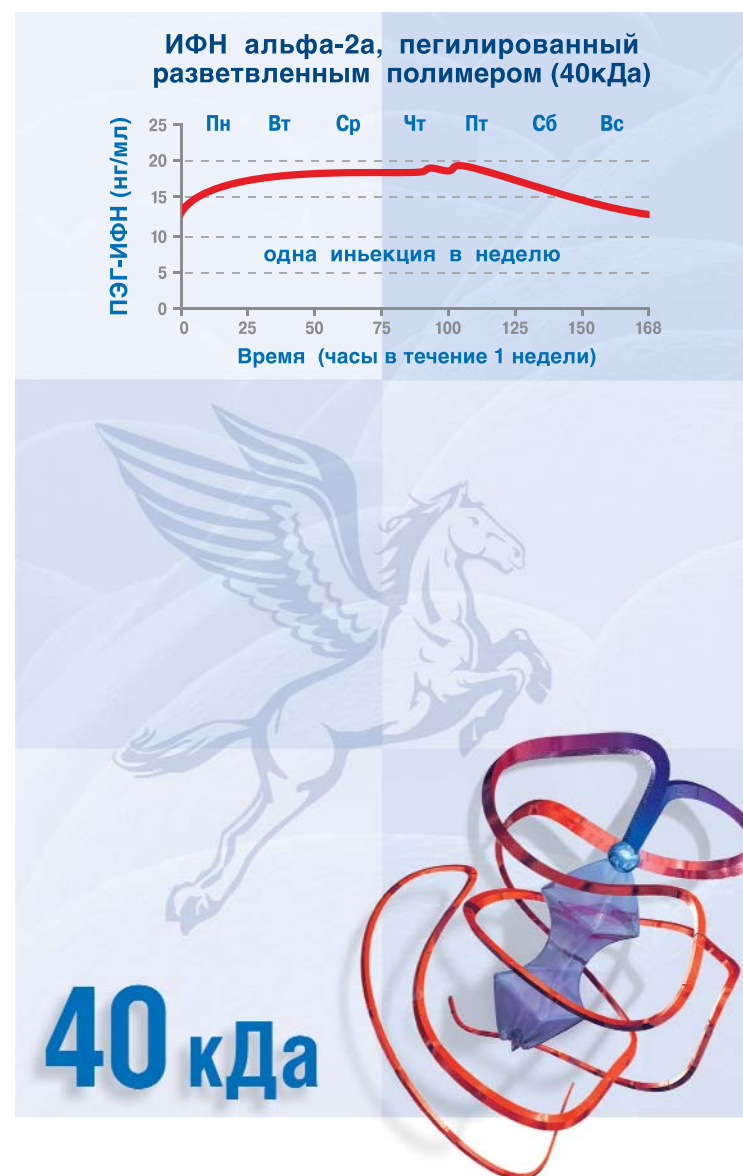 ИФН альфа-2а, пегилированный
разветвленным полимером (40кДа)
ПЭГ-ИФН (нг/мл)
25
20
15
10
5
0
Пн Вт Ср Чт Пт Сб Вс
одна иньекция в неделю
0 25 50 75 100 125 150 168
Время (часы в течение 1 недели)
40 кДа